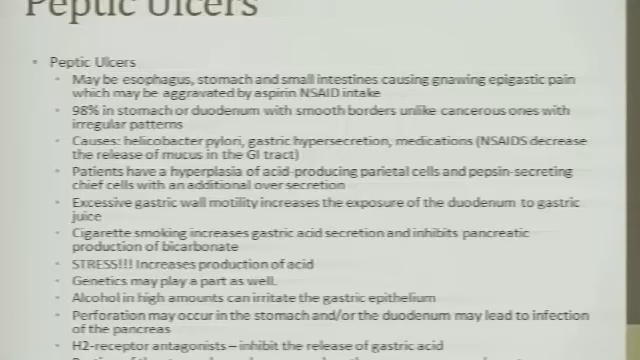 Peptic Ulcers
Peptic Ulcers
May be esophagus, stomach and small intestines causing gnawing epigastic pain
which may be aggravated by aspirin NSAID intake
98% in stomach or duodenum with smooth borders unlike cancerous ones with
irregular patterns
Causes: helicobacter pylori, gastric hypersecretion, medications (NSAIDS decrease
the release of mucus in the GI tract)
Patients have a hyperplasia of acid-producing parietal cells and pepsin-secreting
chief cells with an additional over secretion
Excessive gastric wall motility increases the exposure of the duodenum to gastric
juice
Cigarette smoking increases gastric acid secretion and inhibits pancreatic
production of bicarbonate
STRESS!!! Increases production of acid
Genetics may play a part as well.
Alcohol in high amounts can irritate the gastric epithelium
Perforation may occur in the stomach and/or the duodenum may lead to infection
of the pancreas
H2-receptor antagonists – inhibit the release of gastric acid